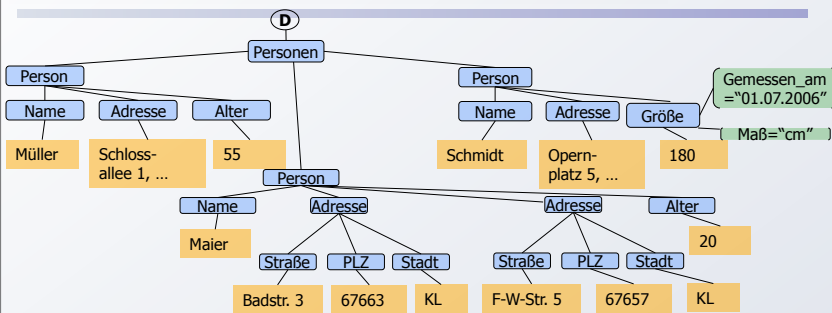 D
Personen
Person
Person
Gemessen_am
="01.07.2006"
Name
Adresse
Alter
Name
Adresse
Größe
Maß="cm"
Müller
Schloss-
allee 1, ...
55
Schmidt
Opern-
platz 5, ...
180
Person
Name
Adresse
Adresse
Alter
Maier
20
Straße
PLZ
Stadt
Straße
PLZ
Stadt
Badstr. 3
67663
KL
F-W-Str. 5
67657
KL